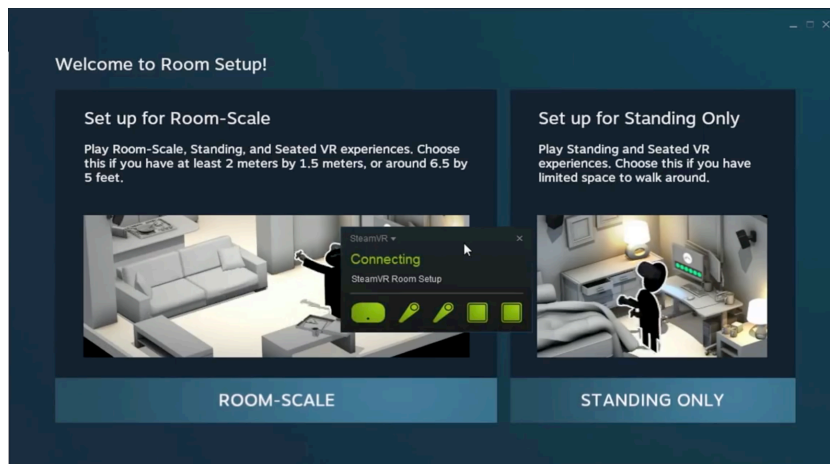 Welcome to Room Setup!
Set up for Room-Scale
Play Room-Scale, Standing, and Seated VR experiences. Choose
this if you have at least 2 meters by 1.5 meters, or around 6.5 by
5 feet.
ROOM-SCALE
Set up for Standing Only
Play Standing and Seated VR
experiences. Choose this if you have
limited space to walk around.
STANDING ONLY
SteamVR
Connecting
SteamVR Room Setup